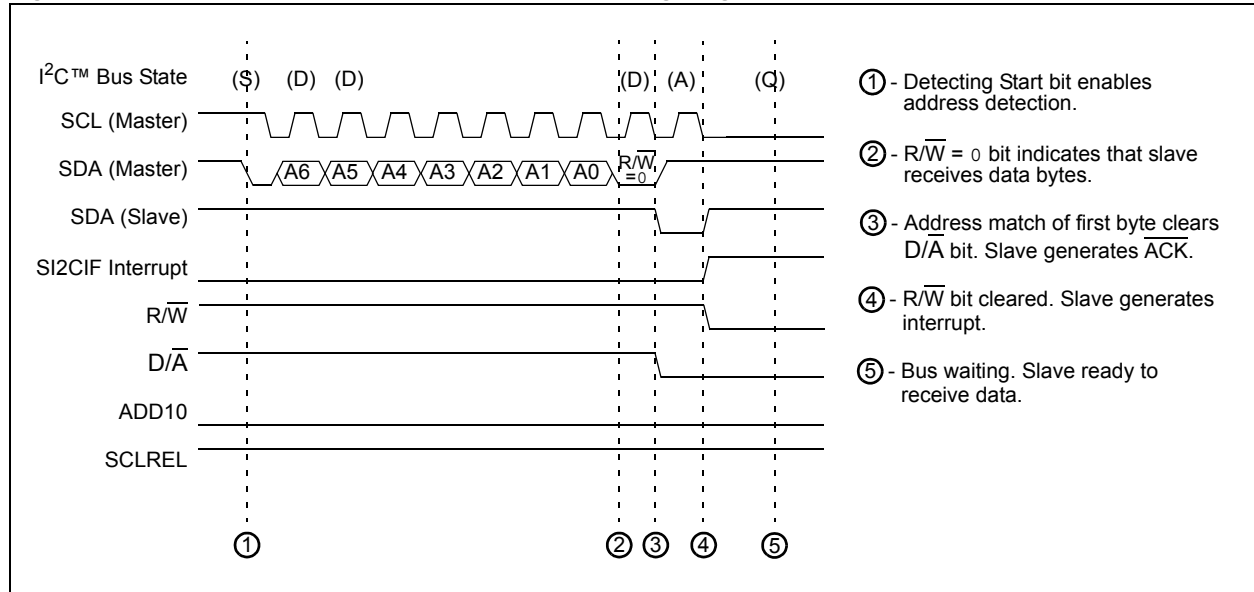 I²C™ Bus State (S) (D) (D) (D) (A) (Q)
SCL (Master)
SDA (Master) A6 A5 A4 A3 A2 A1 A0 R/W̅
=0
SDA (Slave)
SI2CIF Interrupt
R/W̅
D/A̅
ADD10
SCLREL
① ② ③ ④ ⑤
① - Detecting Start bit enables
address detection.
② - R/W̅ = 0 bit indicates that slave
receives data bytes.
③ - Address match of first byte clears
D/A̅ bit. Slave generates A̅C̅K̅.
④ - R/W̅ bit cleared. Slave generates
interrupt.
⑤ - Bus waiting. Slave ready to
receive data.